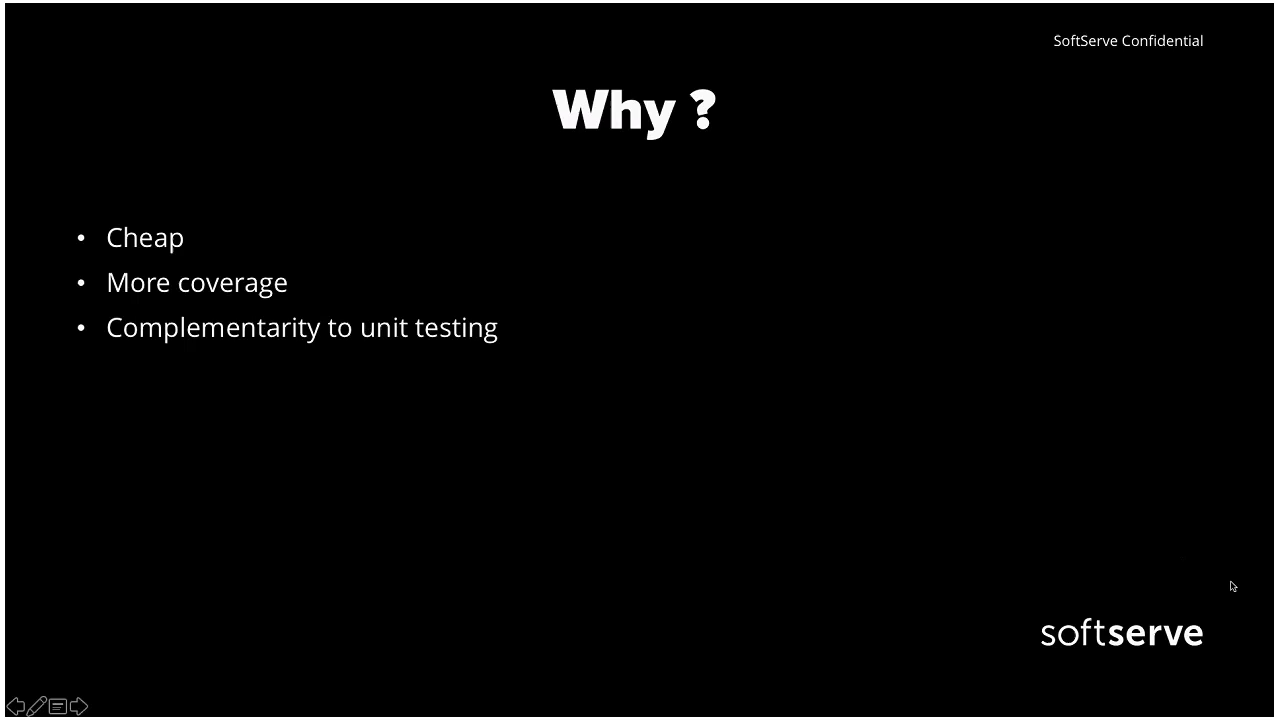 SoftServe Confidential
Why ?
• Cheap
• More coverage
• Complementarity to unit testing
softserve